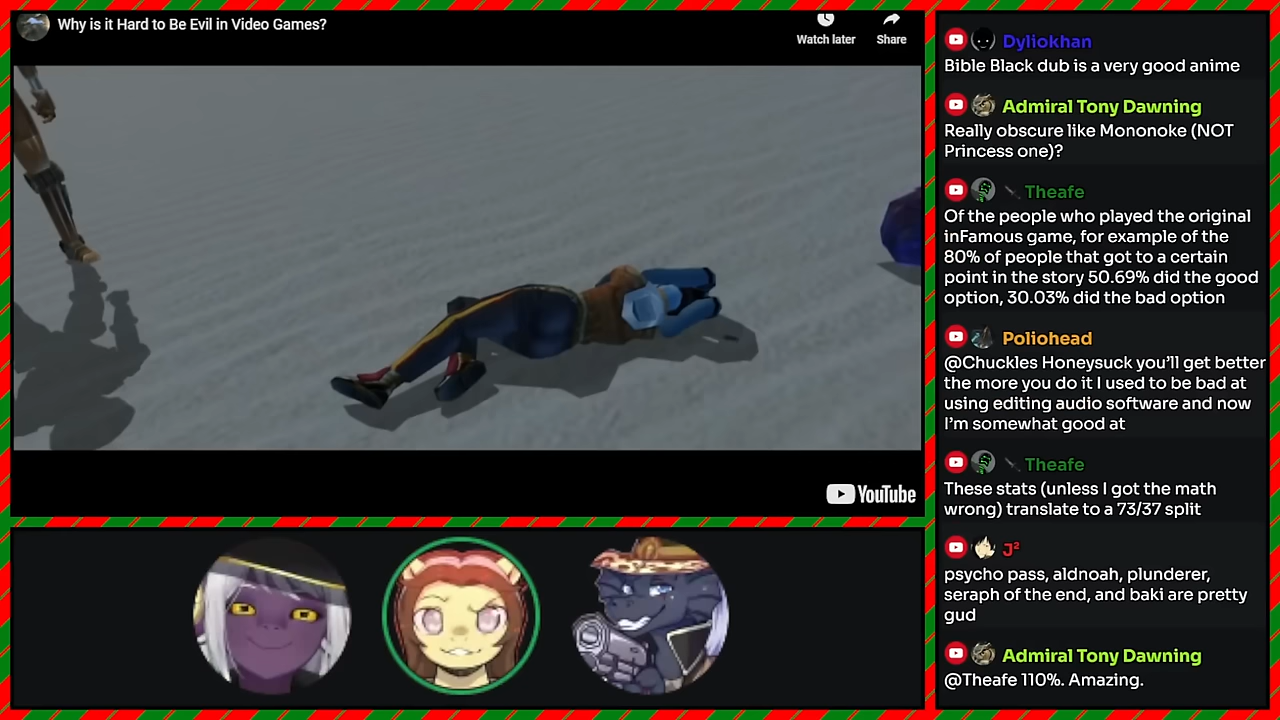 Why is it Hard to Be Evil in Video Games?
Watch later
Share
YouTube
Dyliokhan
Bible Black dub is a very good anime
Admiral Tony Dawning
Really obscure like Mononoke (NOT
Princess one)?
Theafe
Of the people who played the original
inFamous game, for example of the
80% of people that got to a certain
point in the story 50.69% did the good
option, 30.03% did the bad option
Poliohead
@Chuckles Honeysuck you’ll get better
the more you do it I used to be bad at
using editing audio software and now
I’m somewhat good at
Theafe
These stats (unless I got the math
wrong) translate to a 73/37 split
J²
psycho pass, aldnoah, plunderer,
seraph of the end, and baki are pretty
gud
Admiral Tony Dawning
@Theafe 110%. Amazing.